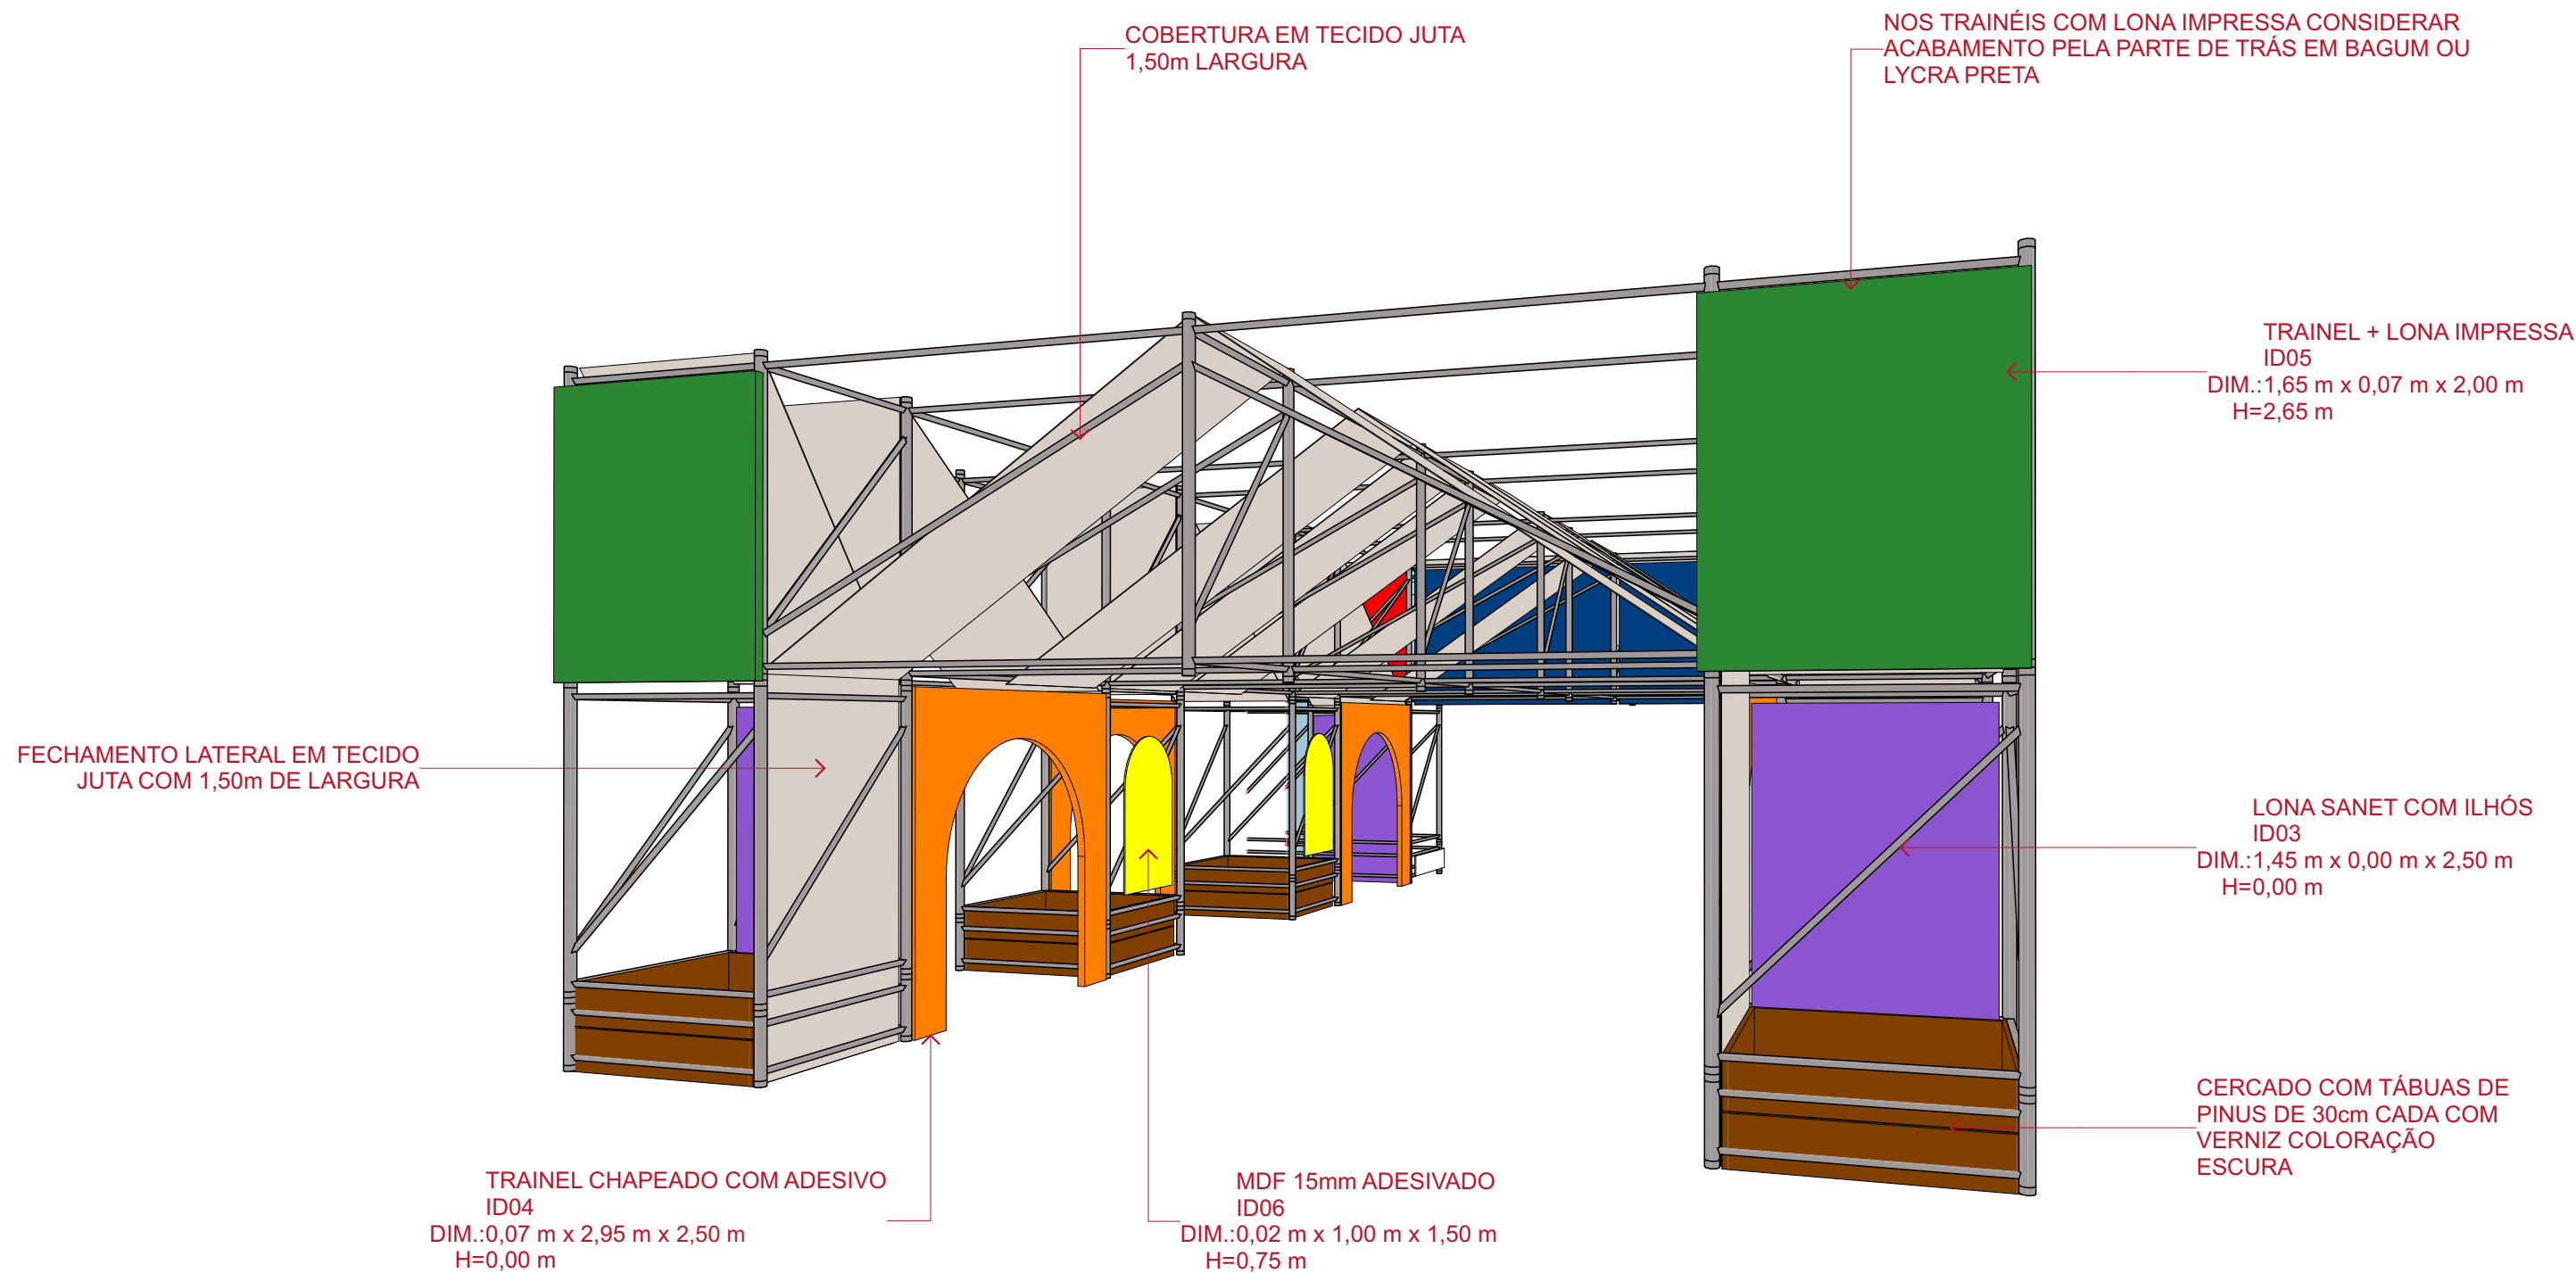 COBERTURA EM TECIDO JUTA
1,50m LARGURA
NOS TRAINÉIS COM LONA IMPRESSA CONSIDERAR
ACABAMENTO PELA PARTE DE TRÁS EM BAGUM OU
LYCRA PRETA
TRAINEL + LONA IMPRESSA
ID05
DIM.:1,65 m x 0,07 m x 2,00 m
H=2,65 m
FECHAMENTO LATERAL EM TECIDO
JUTA COM 1,50m DE LARGURA
LONA SANET COM ILHÓS
ID03
DIM.:1,45 m x 0,00 m x 2,50 m
H=0,00 m
CERCADO COM TÁBUAS DE
PINUS DE 30cm CADA COM
VERNIZ COLORAÇÃO
ESCURA
TRAINEL CHAPEADO COM ADESIVO
ID04
DIM.:0,07 m x 2,95 m x 2,50 m
H=0,00 m
MDF 15mm ADESIVADO
ID06
DIM.:0,02 m x 1,00 m x 1,50 m
H=0,75 m